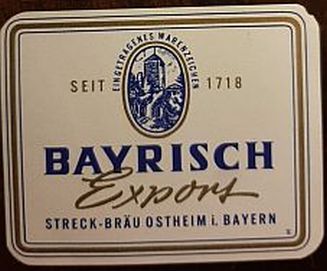 EINGETRAGENES WARENZEICHEN
SEIT 1718
BAYRISCH
Export
STRECK-BRÄU OSTHEIM i. BAYERN